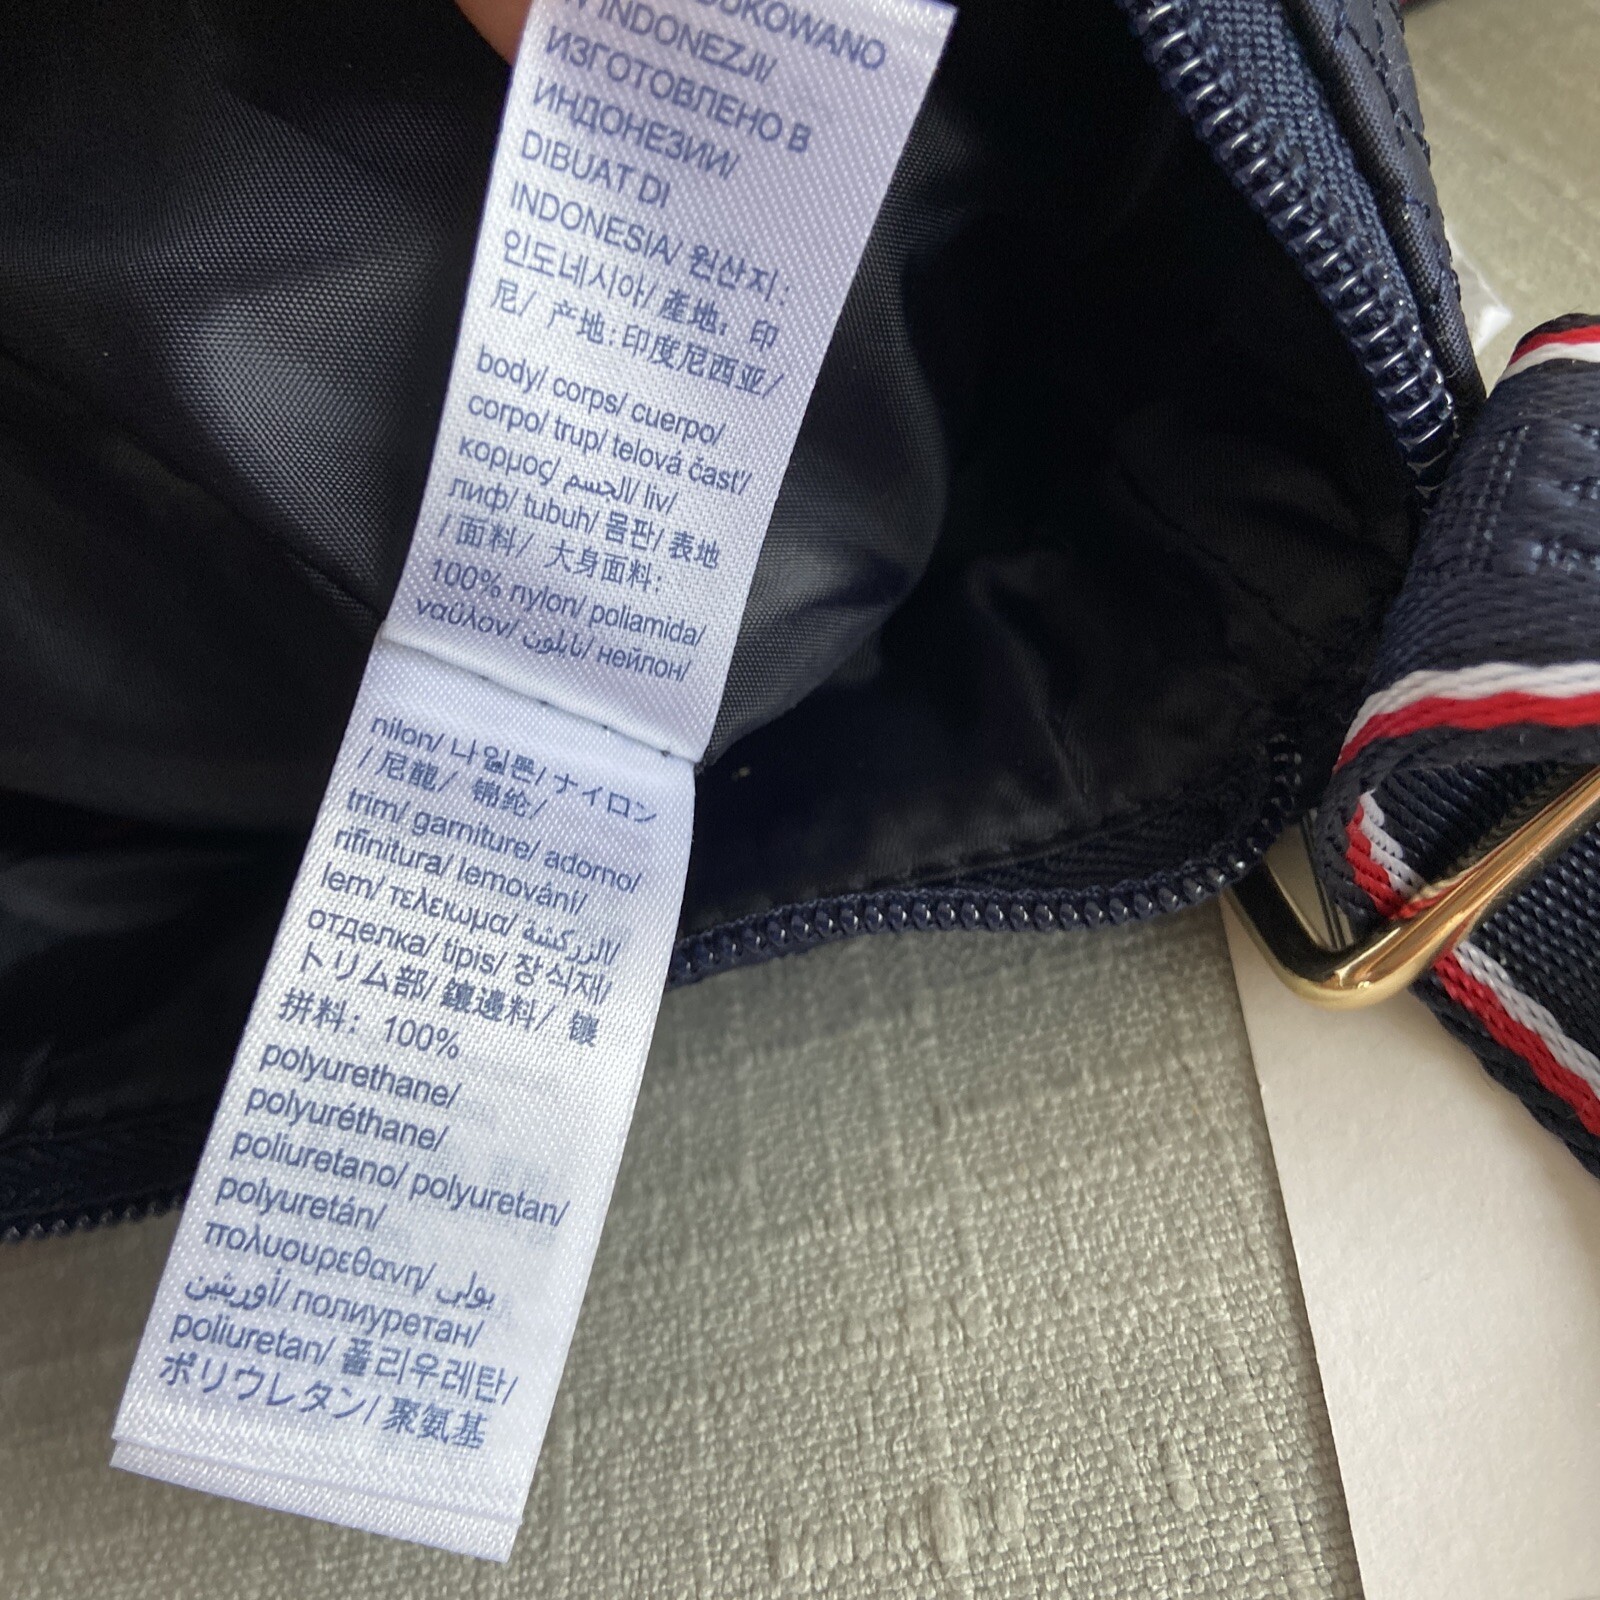 W INDONEZJI/
ИЗГОТОВЛЕНО В
ИНДОНЕЗИИ/
DIBUAT DI
INDONESIA/ 원산지:
인도네시아/ 產地: 印
尼/ 产地:印度尼西亚/
body/ corps/ cuerpo/
corpo/ trup/ telová časť/
κορμος/ الجسم/ liv/
лиф/ tubuh/ 몸판/ 表地
/ 面料/ 大身面料:
100% nylon/ poliamida/
ναϋλον/ نايلون/ нейлон/
nilon/ 나일론/ ナイロン
/ 尼龍/ 锦纶/
trim/ garniture/ adorno/
rifinitura/ lemování/
lem/ τελειωμα/ الزركشة/
отделка/ tipis/ 장식재/
トリム部/ 鑲邊料/ 镶
拼料: 100%
polyurethane/
polyuréthane/
poliuretano/ polyuretan/
polyuretán/
πολυουρεθανη/ بولي
أوريثين/ полиуретан/
poliuretan/ 폴리우레탄/
ポリウレタン/ 聚氨基